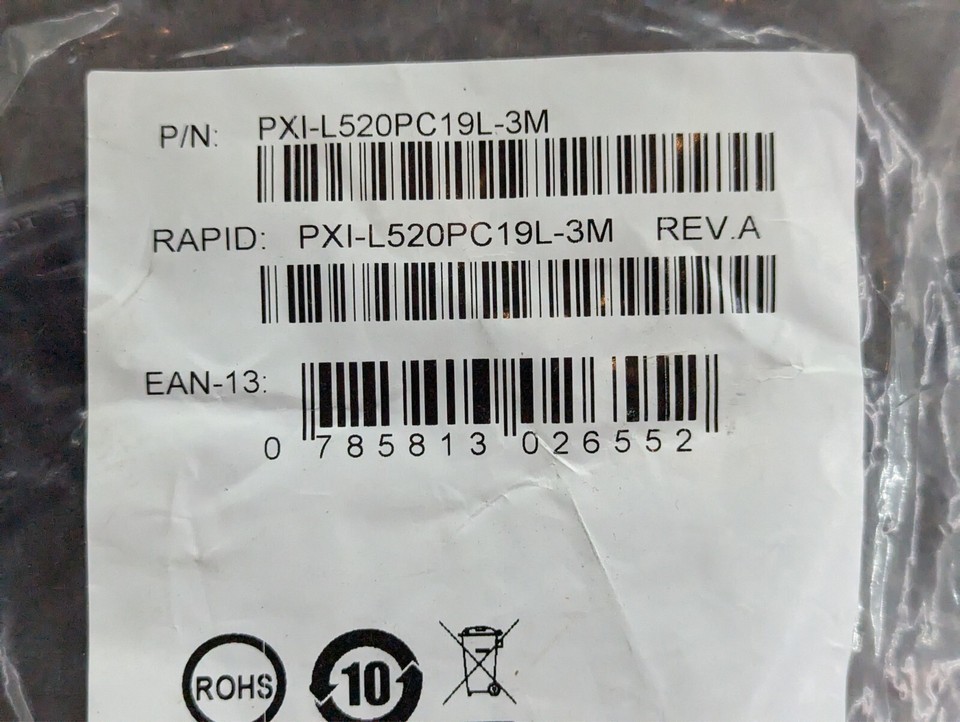 P/N: PXI-L520PC19L-3M
RAPID: PXI-L520PC19L-3M REV.A
EAN-13:
0 785813 026552
ROHS 10